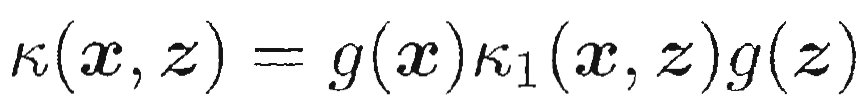 κ(x, z) = g(x)κ₁(x, z)g(z)